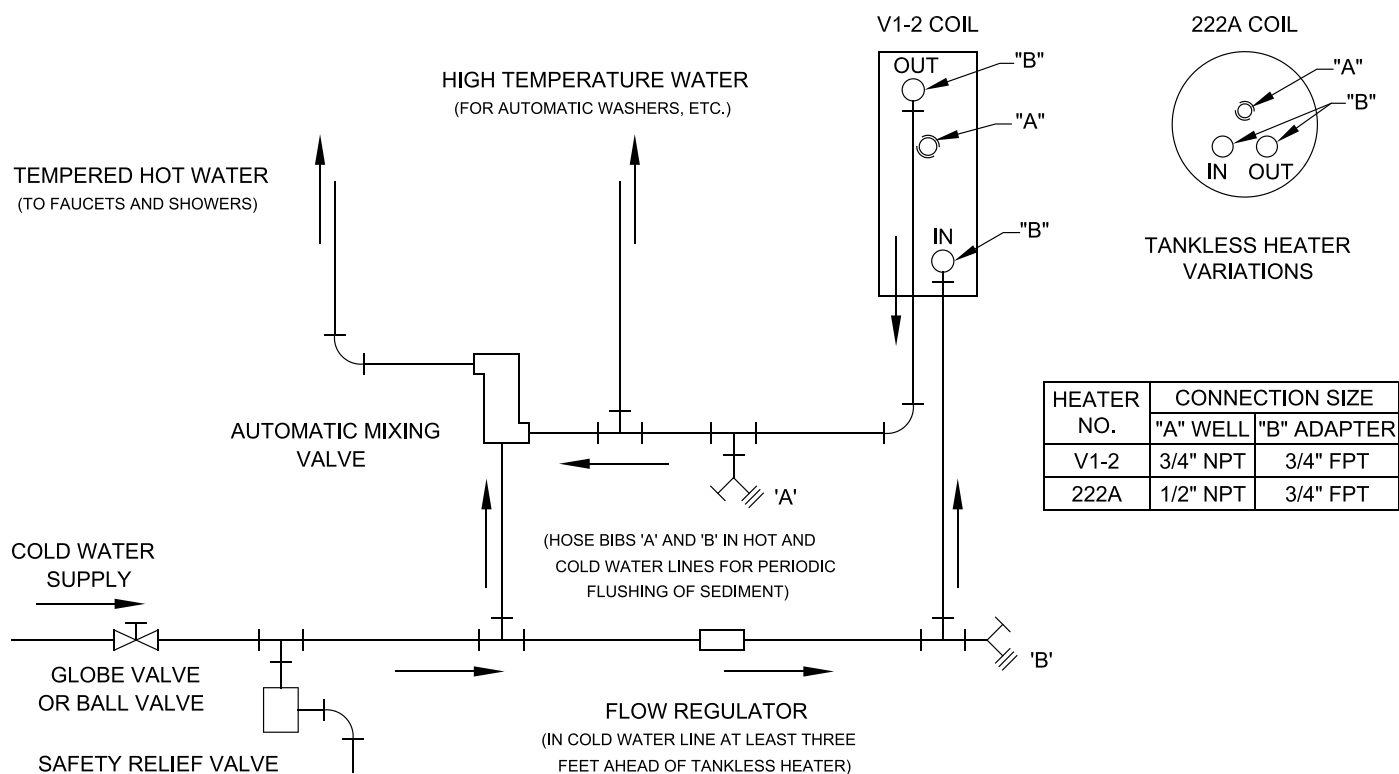 V1-2 COIL
222A COIL
OUT
"B"
"A"
IN
"B"
"A"
"B"
IN OUT
TANKLESS HEATER
VARIATIONS
HIGH TEMPERATURE WATER
(FOR AUTOMATIC WASHERS, ETC.)
TEMPERED HOT WATER
(TO FAUCETS AND SHOWERS)
AUTOMATIC MIXING
VALVE
'A'
(HOSE BIBS 'A' AND 'B' IN HOT AND
COLD WATER LINES FOR PERIODIC
FLUSHING OF SEDIMENT)
HEATER NO. CONNECTION SIZE
"A" WELL "B" ADAPTER
V1-2 3/4" NPT 3/4" FPT
222A 1/2" NPT 3/4" FPT
COLD WATER
SUPPLY
GLOBE VALVE
OR BALL VALVE
SAFETY RELIEF VALVE
'B'
FLOW REGULATOR
(IN COLD WATER LINE AT LEAST THREE
FEET AHEAD OF TANKLESS HEATER)